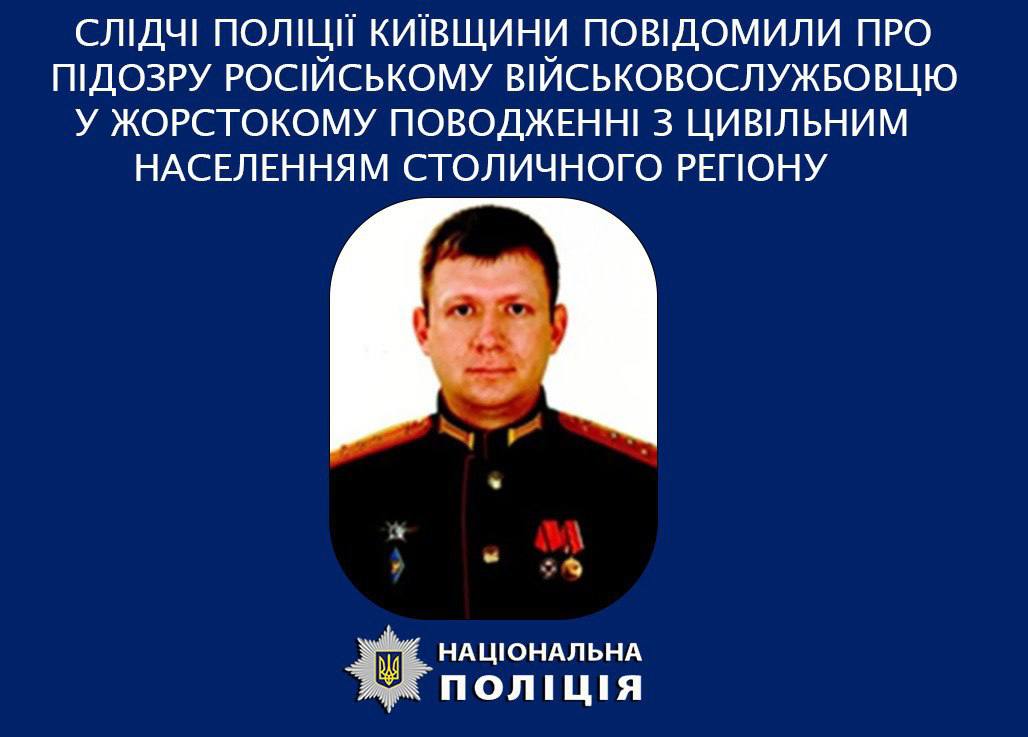 СЛІДЧІ ПОЛІЦІЇ КИЇВЩИНИ ПОВІДОМИЛИ ПРО
ПІДОЗРУ РОСІЙСЬКОМУ ВІЙСЬКОВОСЛУЖБОВЦЮ
У ЖОРСТОКОМУ ПОВОДЖЕННІ З ЦИВІЛЬНИМ
НАСЕЛЕННЯМ СТОЛИЧНОГО РЕГІОНУ
НАЦІОНАЛЬНА
ПОЛІЦІЯ